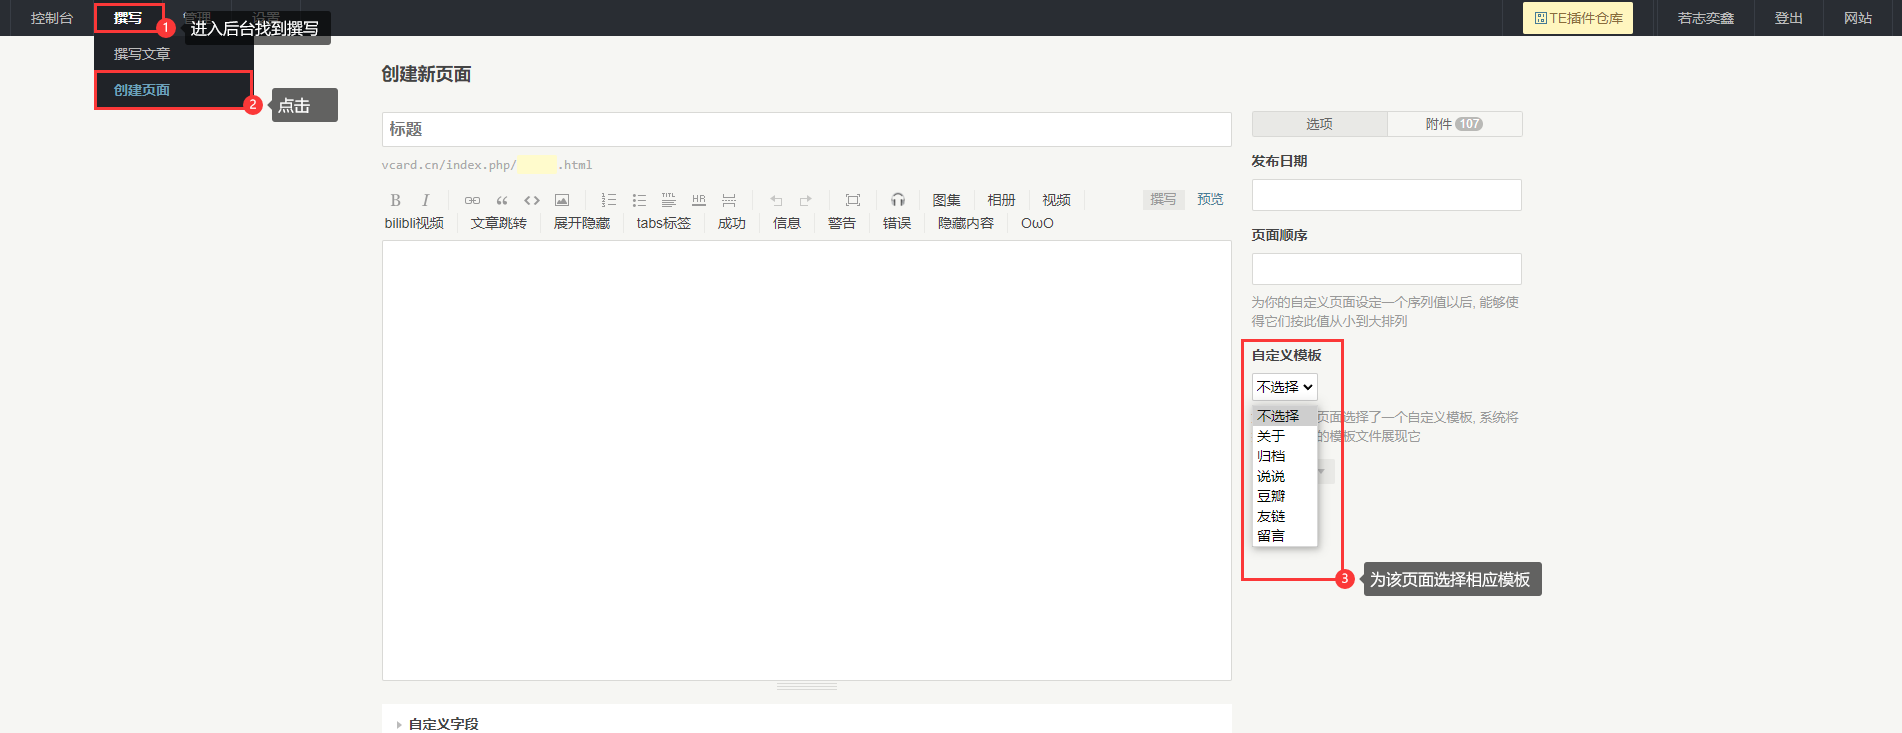 控制台
撰写
管理
设置
TE插件仓库
若志奕鑫
登出
网站
1
进入后台找到撰写
撰写文章
创建页面
2
点击
创建新页面
标题
vcard.cn/index.php/ .html
选项
附件 107
发布日期
页面顺序
为你的自定义页面设定一个序列值以后, 能够使
得它们按此值从小到大排列
B I HR 图集 相册 视频
撰写 预览
bilibli视频 文章跳转 展开隐藏 tabs标签 成功 信息 警告 错误 隐藏内容 OωO
自定义模板
不选择
不选择
页面选择了一个自定义模板, 系统将
关于
的模板文件展现它
归档
说说
豆瓣
友链
留言
3
为该页面选择相应模板
自定义字段